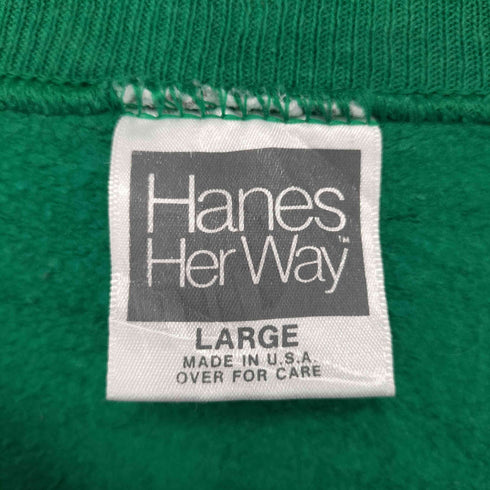 Hanes
Her Way™
LARGE
MADE IN U.S.A.
OVER FOR CARE